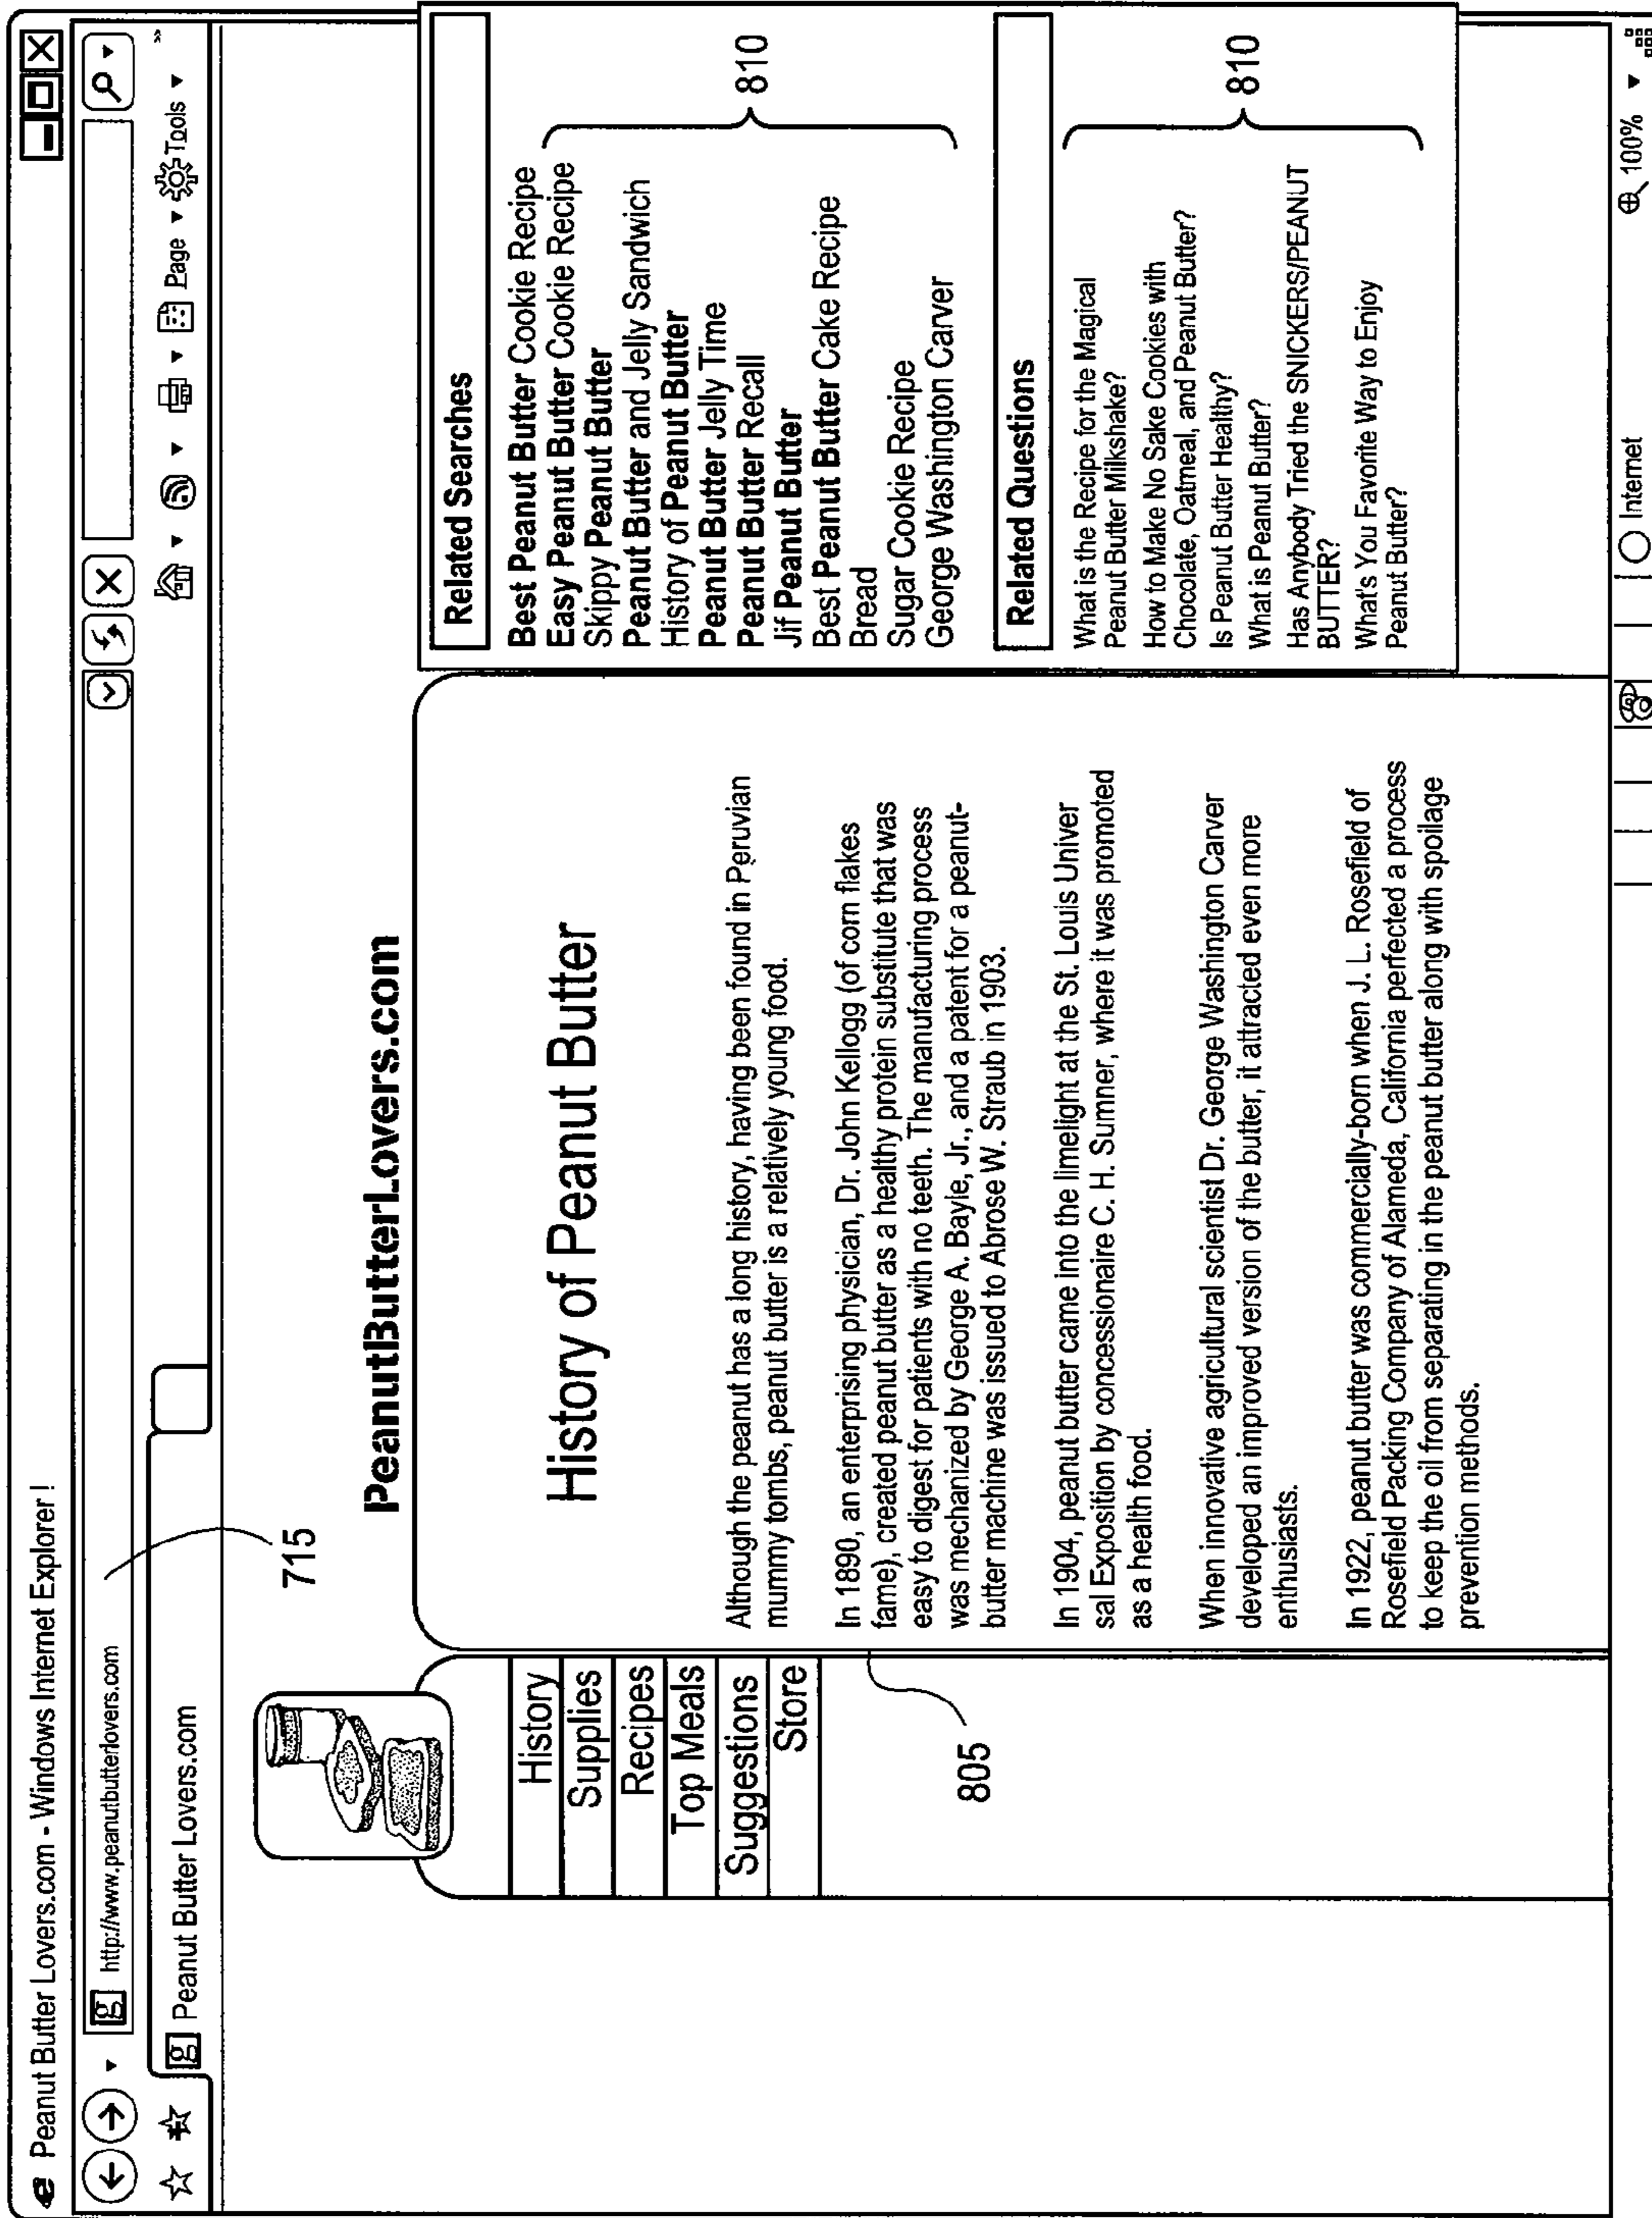 Peanut Butter Lovers.com - Windows Internet Explorer !
g http://www.peanutbutterlovers.com
g Peanut Butter Lovers.com
Page
Tools
»
715
PeanutButterLovers.com
History
Supplies
Recipes
Top Meals
Suggestions
Store
805
History of Peanut Butter
Although the peanut has a long history, having been found in Peruvian
mummy tombs, peanut butter is a relatively young food.
In 1890, an enterprising physician, Dr. John Kellogg (of corn flakes
fame), created peanut butter as a healthy protein substitute that was
easy to digest for patients with no teeth. The manufacturing process
was mechanized by George A. Bayle, Jr., and a patent for a peanut-
butter machine was issued to Abrose W. Straub in 1903.
In 1904, peanut butter came into the limelight at the St. Louis Univer
sal Exposition by concessionaire C. H. Sumner, where it was promoted
as a health food.
When innovative agricultural scientist Dr. George Washington Carver
developed an improved version of the butter, it attracted even more
enthusiasts.
In 1922, peanut butter was commercially-born when J. L. Rosefield of
Rosefield Packing Company of Alameda, California perfected a process
to keep the oil from separating in the peanut butter along with spoilage
prevention methods.
Related Searches
Best Peanut Butter Cookie Recipe
Easy Peanut Butter Cookie Recipe
Skippy Peanut Butter
Peanut Butter and Jelly Sandwich
History of Peanut Butter
Peanut Butter Jelly Time
Peanut Butter Recall
Jif Peanut Butter
Best Peanut Butter Cake Recipe
Bread
Sugar Cookie Recipe
George Washington Carver
810
Related Questions
What is the Recipe for the Magical
Peanut Butter Milkshake?
How to Make No Sake Cookies with
Chocolate, Oatmeal, and Peanut Butter?
Is Peanut Butter Healthy?
What is Peanut Butter?
Has Anybody Tried the SNICKERS/PEANUT
BUTTER?
What's You Favorite Way to Enjoy
Peanut Butter?
810
Internet
100%